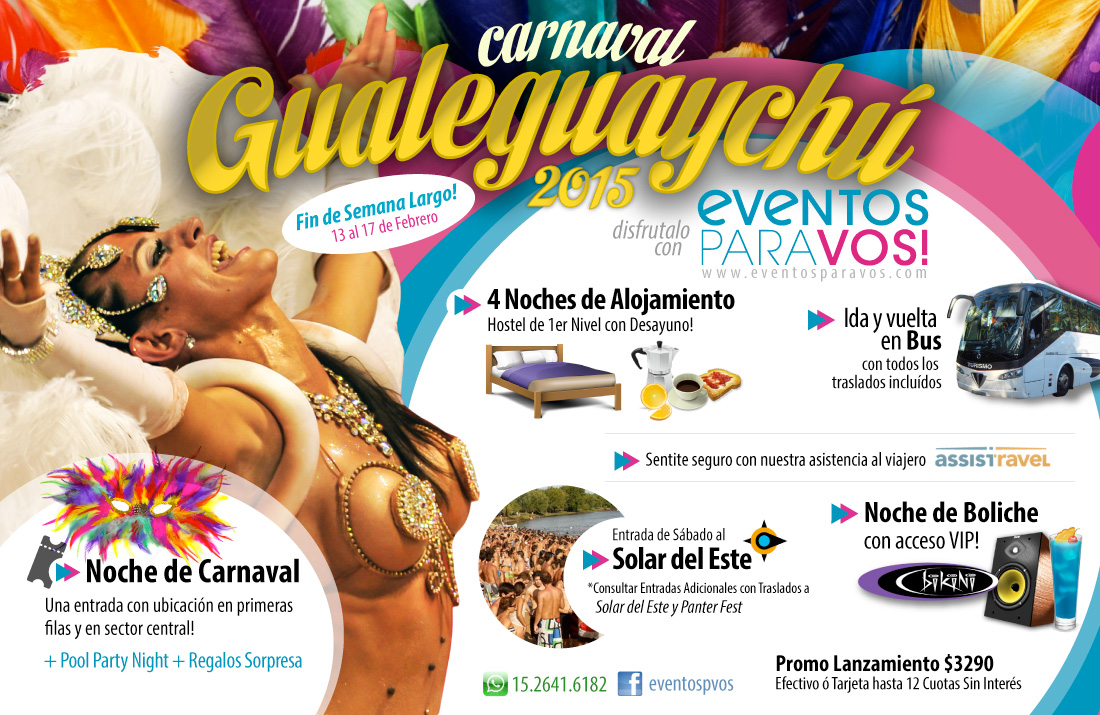 carnaval
Gualeguaychú
2015
Fin de Semana Largo!
13 al 17 de Febrero
disfrutalo
con
eVeNTOS
PARAVOS!
www.eventosparavos.com
4 Noches de Alojamiento
Hostel de 1er Nivel con Desayuno!
Ida y vuelta
en Bus
con todos los
traslados incluídos
TURISMO
Sentite seguro con nuestra asistencia al viajero
assisTravel
Entrada de Sábado al
Solar del Este
*Consultar Entradas Adicionales con Traslados a
Solar del Este y Panter Fest
Noche de Boliche
con acceso VIP!
bikini
Noche de Carnaval
Una entrada con ubicación en primeras
filas y en sector central!
+ Pool Party Night + Regalos Sorpresa
15.2641.6182
eventospvos
Promo Lanzamiento $3290
Efectivo ó Tarjeta hasta 12 Cuotas Sin Interés